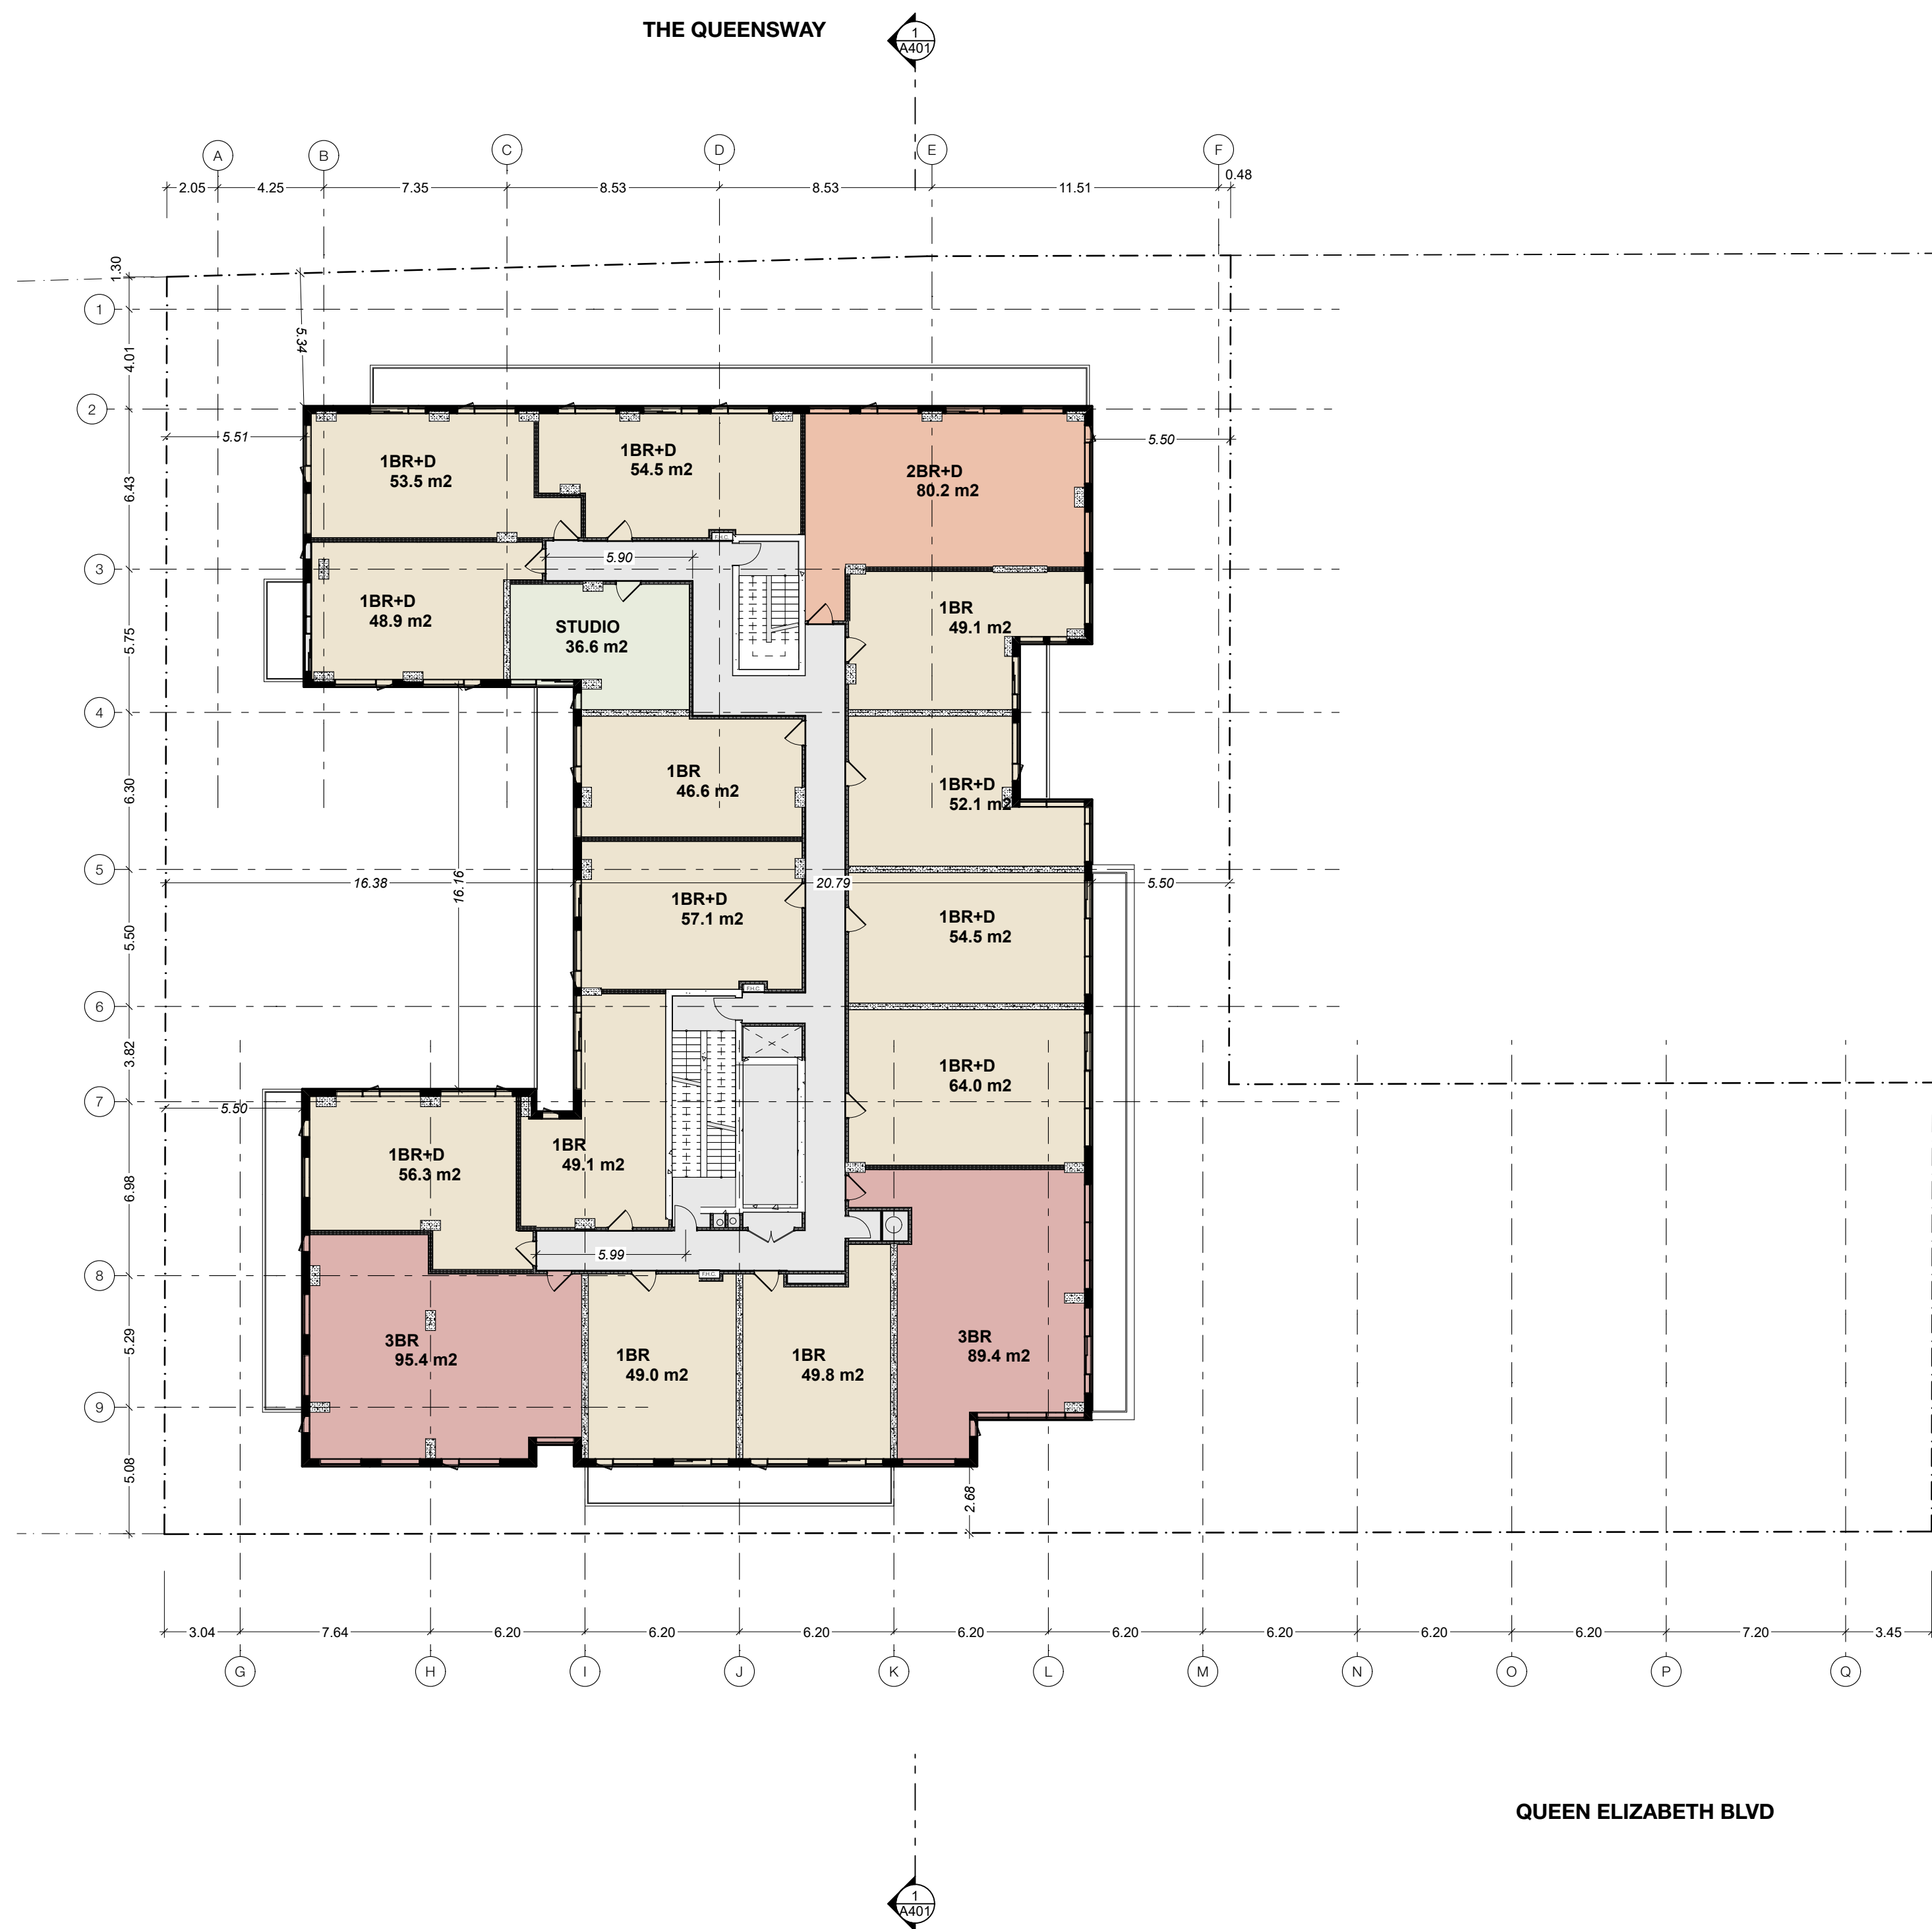 THE QUEENSWAY
1
A401
A
B
C
D
E
F
2.05
4.25
7.35
8.53
8.53
11.51
0.48
1.30
1
5.34
4.01
2
5.51
5.50
1BR+D
53.5 m2
1BR+D
54.5 m2
2BR+D
80.2 m2
6.43
F.H.C.
5.90
3
1BR+D
48.9 m2
STUDIO
36.6 m2
1BR
49.1 m2
5.75
4
1BR
46.6 m2
1BR+D
52.1 m2
6.30
5
16.38
16.16
20.79
5.50
1BR+D
57.1 m2
1BR+D
54.5 m2
5.50
F.H.C.
6
3.82
1BR+D
64.0 m2
7
5.50
1BR+D
56.3 m2
1BR
49.1 m2
6.98
5.99
F.H.C.
8
3BR
95.4 m2
1BR
49.0 m2
1BR
49.8 m2
3BR
89.4 m2
5.29
9
5.08
2.68
3.04
7.64
6.20
6.20
6.20
6.20
6.20
6.20
6.20
6.20
7.20
3.45
G
H
I
J
K
L
M
N
O
P
Q
QUEEN ELIZABETH BLVD
1
A401